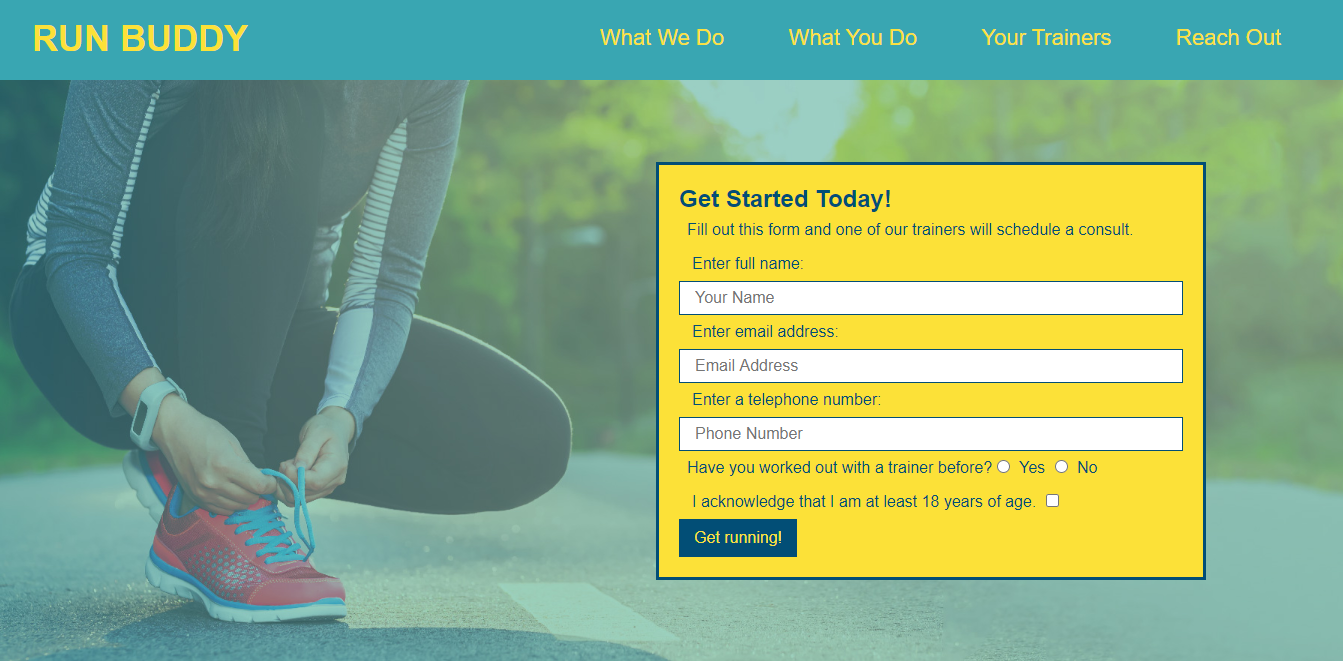 RUN BUDDY
What We Do
What You Do
Your Trainers
Reach Out
Get Started Today!
Fill out this form and one of our trainers will schedule a consult.
Enter full name:
Your Name
Enter email address:
Email Address
Enter a telephone number:
Phone Number
Have you worked out with a trainer before? Yes No
I acknowledge that I am at least 18 years of age.
Get running!